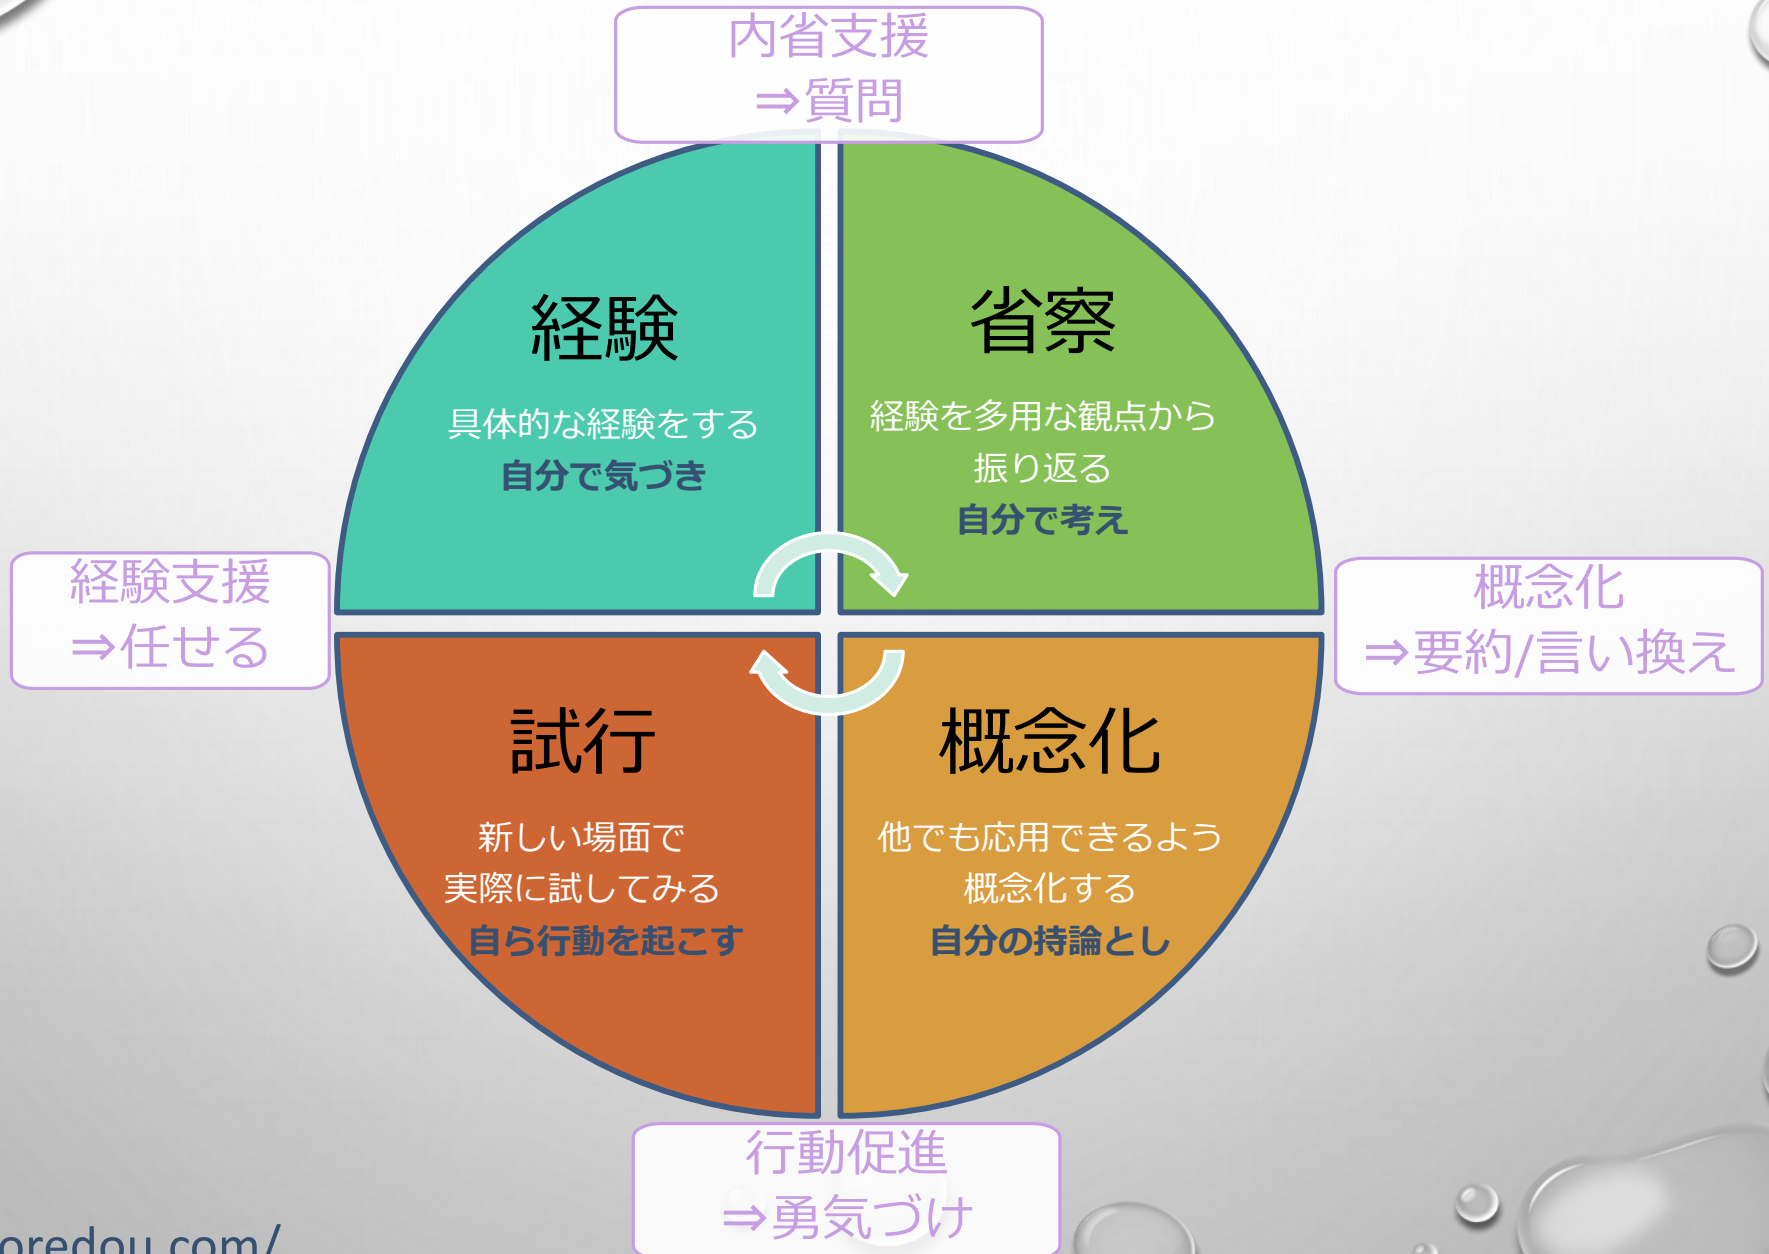 内省支援
⇒質問
経験
具体的な経験をする
自分で気づき
省察
経験を多用な観点から
振り返る
自分で考え
経験支援
⇒任せる
概念化
⇒要約/言い換え
試行
新しい場面で
実際に試してみる
自ら行動を起こす
概念化
他でも応用できるよう
概念化する
自分の持論とし
行動促進
⇒勇気づけ
oredou.com/